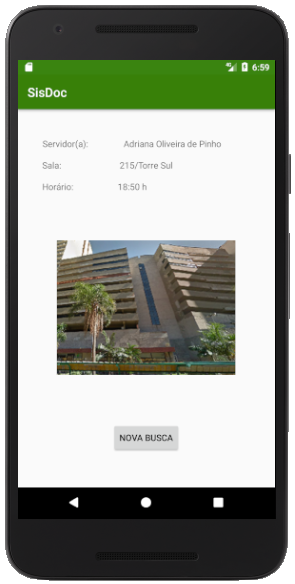 6:59
SisDoc
Servidor(a): Adriana Oliveira de Pinho
Sala: 215/Torre Sul
Horário: 18:50 h
NOVA BUSCA